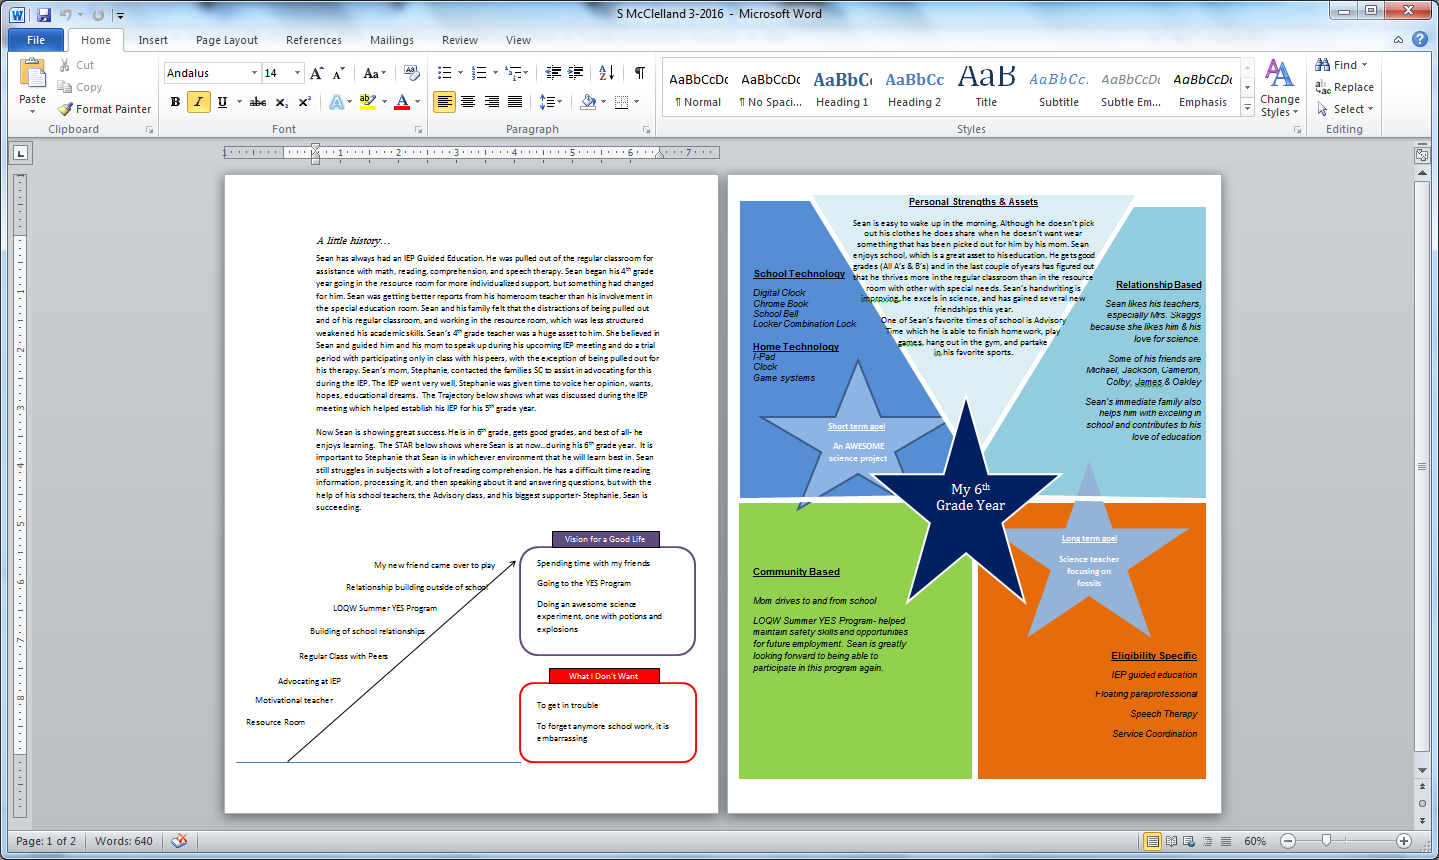 S McClelland 3-2016 - Microsoft Word
File Home Insert Page Layout References Mailings Review View
Paste
Cut
Copy
Format Painter
Clipboard
Andalus 14
Font
Paragraph
AaBbCcDc AaBbCcDc AaBbC AaBbCc AaB AaBbCc. AaBbCcDc AaBbCcDc
¶ Normal ¶ No Spaci... Heading 1 Heading 2 Title Subtitle Subtle Em... Emphasis
Change
Styles
Styles
Find
Replace
Select
Editing
1 1 2 3 4 5 6 7
A little history…
Sean has always had an IEP Guided Education. He was pulled out of the regular classroom for
assistance with math, reading, comprehension, and speech therapy. Sean began his 4th grade
year going in the resource room for more individualized support, but something had changed
for him. Sean was getting better reports from his homeroom teacher than his involvement in
the special education room. Sean and his family felt that the distractions of being pulled out
and of his regular classroom, and working in the resource room, which was less structured
weakened his academic skills. Sean's 4th grade teacher was a huge asset to him. She believed in
Sean and guided him and his mom to speak up during his upcoming IEP meeting and do a trial
period with participating only in class with his peers, with the exception of being pulled out for
his therapy. Sean's mom, Stephanie, contacted the families SC to assist in advocating for this
during the IEP. The IEP went very well, Stephanie was given time to voice her opinion, wants,
hopes, educational dreams. The Trajectory below shows what was discussed during the IEP
meeting which helped establish his IEP for his 5th grade year.
Now Sean is showing great success. He is in 6th grade, gets good grades, and best of all- he
enjoys learning. The STAR below shows where Sean is at now…during his 6th grade year. It is
important to Stephanie that Sean is in whichever environment that he will learn best in. Sean
still struggles in subjects with a lot of reading comprehension. He has a difficult time reading
information, processing it, and then speaking about it and answering questions, but with the
help of his school teachers, the Advisory class, and his biggest supporter- Stephanie, Sean is
succeeding.
My new friend came over to play
Relationship building outside of school
LOQW Summer YES Program
Building of school relationships
Regular Class with Peers
Advocating at IEP
Motivational teacher
Resource Room
Vision for a Good Life
Spending time with my friends
Going to the YES Program
Doing an awesome science
experiment, one with potions and
explosions
What I Don't Want
To get in trouble
To forget anymore school work, it is
embarrassing
Personal Strengths & Assets
Sean is easy to wake up in the morning. Although he doesn't pick
out his clothes he does share when he doesn't want wear
something that has been picked out for him by his mom. Sean
enjoys school, which is a great asset to his education. He gets good
grades (All A's & B's) and in the last couple of years has figured out
that he thrives more in the regular classroom than in the resource
room with other with special needs. Sean's handwriting is
improving, he excels in science, and has gained several new
friendships this year.
One of Sean's favorite times of school is Advisory
Time which he is able to finish homework, play
games, hang out in the gym, and partake
in his favorite sports.
School Technology
Digital Clock
Chrome Book
School Bell
Locker Combination Lock
Home Technology
I-Pad
Clock
Game systems
Short term goal
An AWESOME
science project
Relationship Based
Sean likes his teachers,
especially Mrs. Skaggs
because she likes him & his
love for science.
Some of his friends are
Michael, Jackson, Cameron,
Colby, James & Oakley
Sean's immediate family also
helps him with exceling in
school and contributes to his
love of education
My 6th
Grade Year
Community Based
Mom drives to and from school
LOQW Summer YES Program- helped
maintain safety skills and opportunities
for future employment. Sean is greatly
looking forward to being able to
participate in this program again.
Long term goal
Science teacher
focusing on
fossils
Eligibility Specific
IEP guided education
Floating paraprofessional
Speech Therapy
Service Coordination
Page: 1 of 2 Words: 640 60%